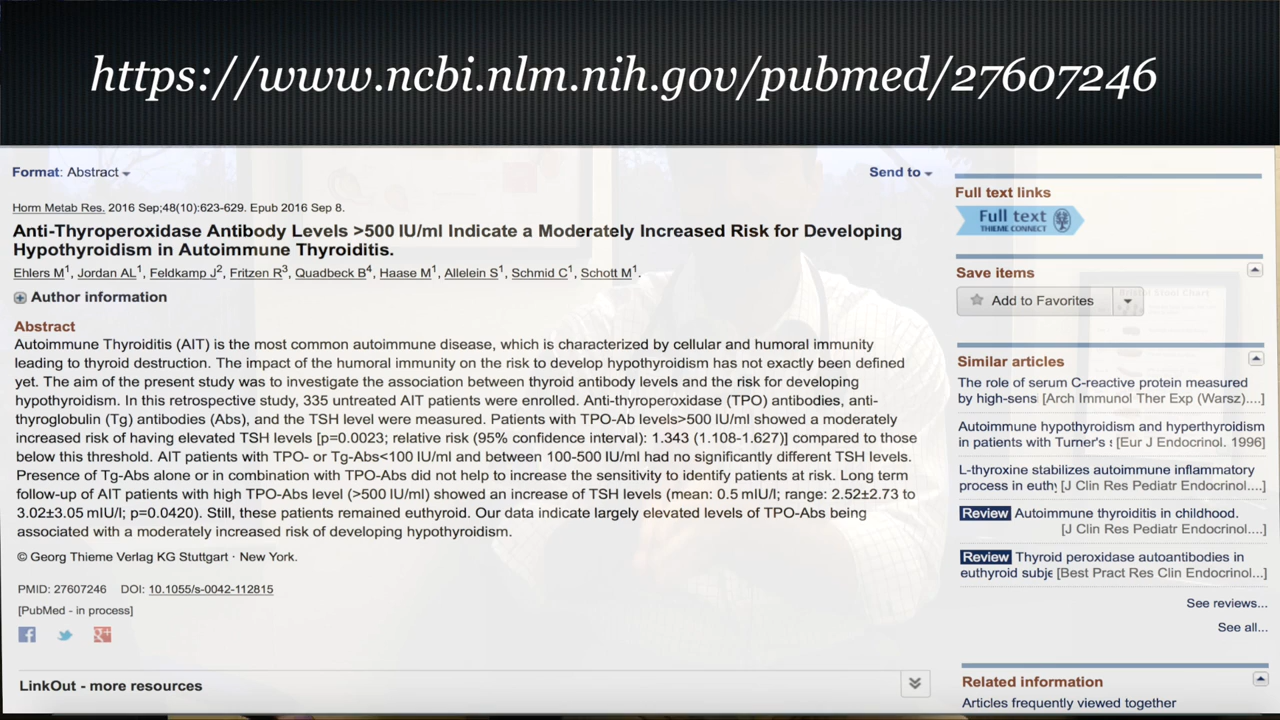 https://www.ncbi.nlm.nih.gov/pubmed/27607246
Format: Abstract
Send to
Horm Metab Res. 2016 Sep;48(10):623-629. Epub 2016 Sep 8.
Anti-Thyroperoxidase Antibody Levels >500 IU/ml Indicate a Moderately Increased Risk for Developing
Hypothyroidism in Autoimmune Thyroiditis.
Ehlers M1, Jordan AL1, Feldkamp J2, Fritzen R3, Quadbeck B4, Haase M1, Allelein S1, Schmid C1, Schott M1.
Author information
Abstract
Autoimmune Thyroiditis (AIT) is the most common autoimmune disease, which is characterized by cellular and humoral immunity
leading to thyroid destruction. The impact of the humoral immunity on the risk to develop hypothyroidism has not exactly been defined
yet. The aim of the present study was to investigate the association between thyroid antibody levels and the risk for developing
hypothyroidism. In this retrospective study, 335 untreated AIT patients were enrolled. Anti-thyroperoxidase (TPO) antibodies, anti-
thyroglobulin (Tg) antibodies (Abs), and the TSH level were measured. Patients with TPO-Ab levels>500 IU/ml showed a moderately
increased risk of having elevated TSH levels [p=0.0023; relative risk (95% confidence interval): 1.343 (1.108-1.627)] compared to those
below this threshold. AIT patients with TPO- or Tg-Abs<100 IU/ml and between 100-500 IU/ml had no significantly different TSH levels.
Presence of Tg-Abs alone or in combination with TPO-Abs did not help to increase the sensitivity to identify patients at risk. Long term
follow-up of AIT patients with high TPO-Abs level (>500 IU/ml) showed an increase of TSH levels (mean: 0.5 mIU/l; range: 2.52±2.73 to
3.02±3.05 mIU/l; p=0.0420). Still, these patients remained euthyroid. Our data indicate largely elevated levels of TPO-Abs being
associated with a moderately increased risk of developing hypothyroidism.
© Georg Thieme Verlag KG Stuttgart · New York.
PMID: 27607246 DOI: 10.1055/s-0042-112815
[PubMed - in process]
LinkOut - more resources
Full text links
Full text
THIEME CONNECT
Save items
Add to Favorites
Similar articles
The role of serum C-reactive protein measured
by high-sens [Arch Immunol Ther Exp (Warsz)....]
Autoimmune hypothyroidism and hyperthyroidism
in patients with Turner's s [Eur J Endocrinol. 1996]
L-thyroxine stabilizes autoimmune inflammatory
process in euthy [J Clin Res Pediatr Endocrinol....]
Review Autoimmune thyroiditis in childhood.
[J Clin Res Pediatr Endocrinol....]
Review Thyroid peroxidase autoantibodies in
euthyroid subje [Best Pract Res Clin Endocrinol...]
See reviews...
See all...
Related information
Articles frequently viewed together